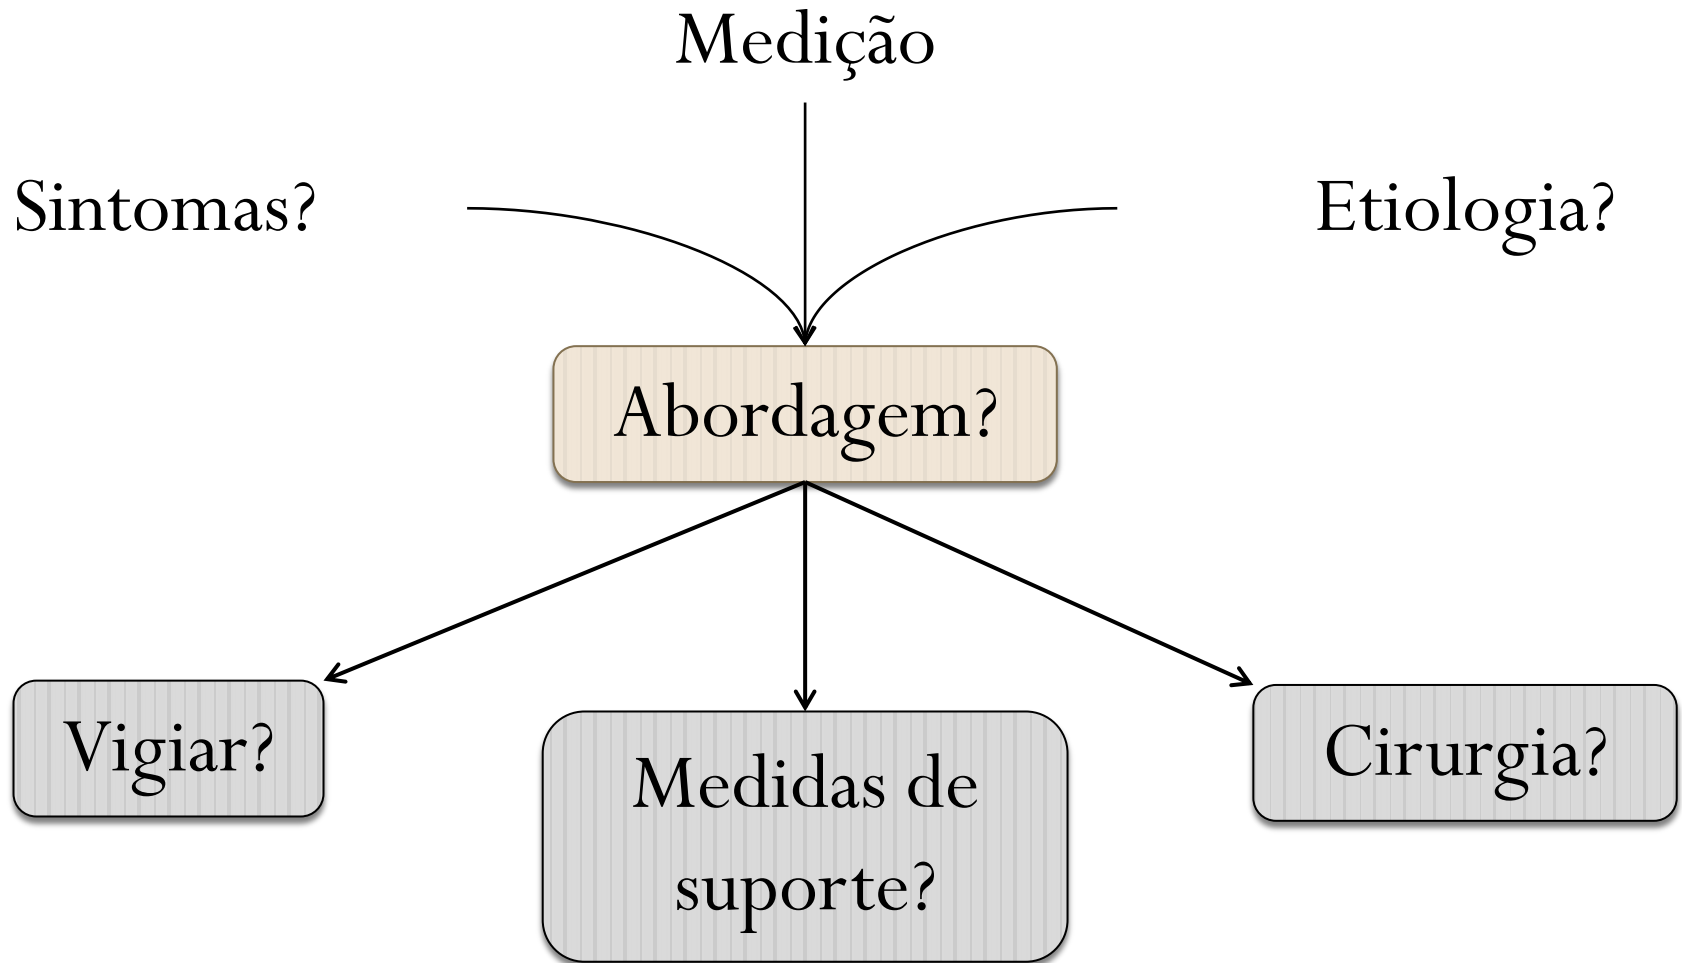 Medição
Sintomas?
Etiologia?
Abordagem?
Vigiar?
Medidas de
suporte?
Cirurgia?